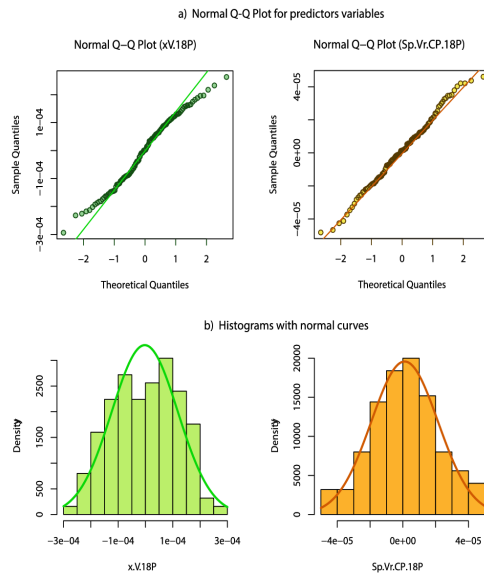 a) Normal Q-Q Plot for predictors variables
Normal Q−Q Plot (xV.18P)
Normal Q−Q Plot (Sp.Vr.CP.18P)
Sample Quantiles
−3e−04
−1e−04
1e−04
−2
−1
0
1
2
Theoretical Quantiles
Sample Quantiles
−4e−05
0e+00
4e−05
−2
−1
0
1
2
Theoretical Quantiles
b) Histograms with normal curves
Density
0
500
1500
2500
−3e−04
−1e−04
1e−04
3e−04
x.V.18P
Density
0
5000
10000
15000
20000
−4e−05
0e+00
4e−05
Sp.Vr.CP.18P